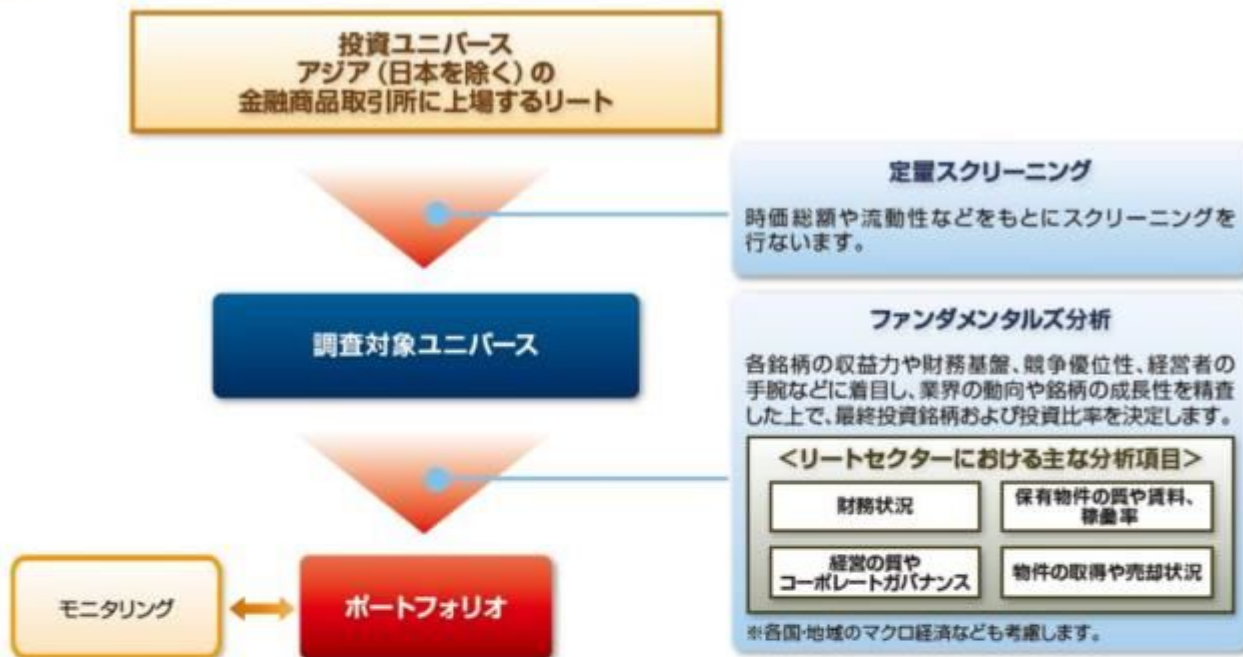 投資ユニバース
アジア（日本を除く）の
金融商品取引所に上場するリート
定量スクリーニング
時価総額や流動性などをもとにスクリーニングを
行ないます。
調査対象ユニバース
ファンダメンタルズ分析
各銘柄の収益力や財務基盤、競争優位性、経営者の
手腕などに着目し、業界の動向や銘柄の成長性を精査
した上で、最終投資銘柄および投資比率を決定します。
＜リートセクターにおける主な分析項目＞
財務状況
保有物件の質や賃料、
稼働率
経営の質や
コーポレートガバナンス
物件の取得や売却状況
※各国・地域のマクロ経済なども考慮します。
モニタリング
ポートフォリオ